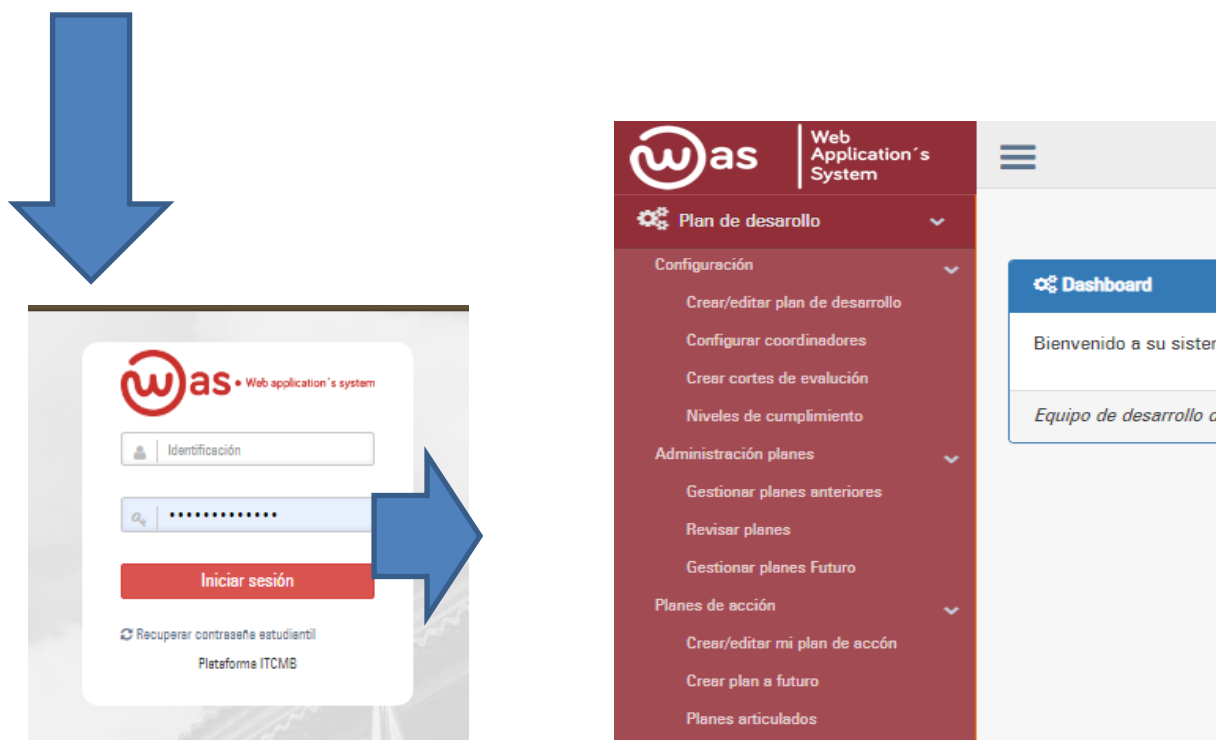 was • Web application´s system
Identificación
•••••••••••••
Iniciar sesión
Recuperar contraseña estudiantil
Plataforma ITCMB
was
Web
Application´s
System
Plan de desarollo
Configuración
Crear/editar plan de desarrollo
Configurar coordinadores
Crear cortes de evalución
Niveles de cumplimiento
Administración planes
Gestionar planes anteriores
Revisar planes
Gestionar planes Futuro
Planes de acción
Crear/editar mi plan de accón
Crear plan a futuro
Planes articulados
Dashboard
Bienvenido a su sister
Equipo de desarrollo d